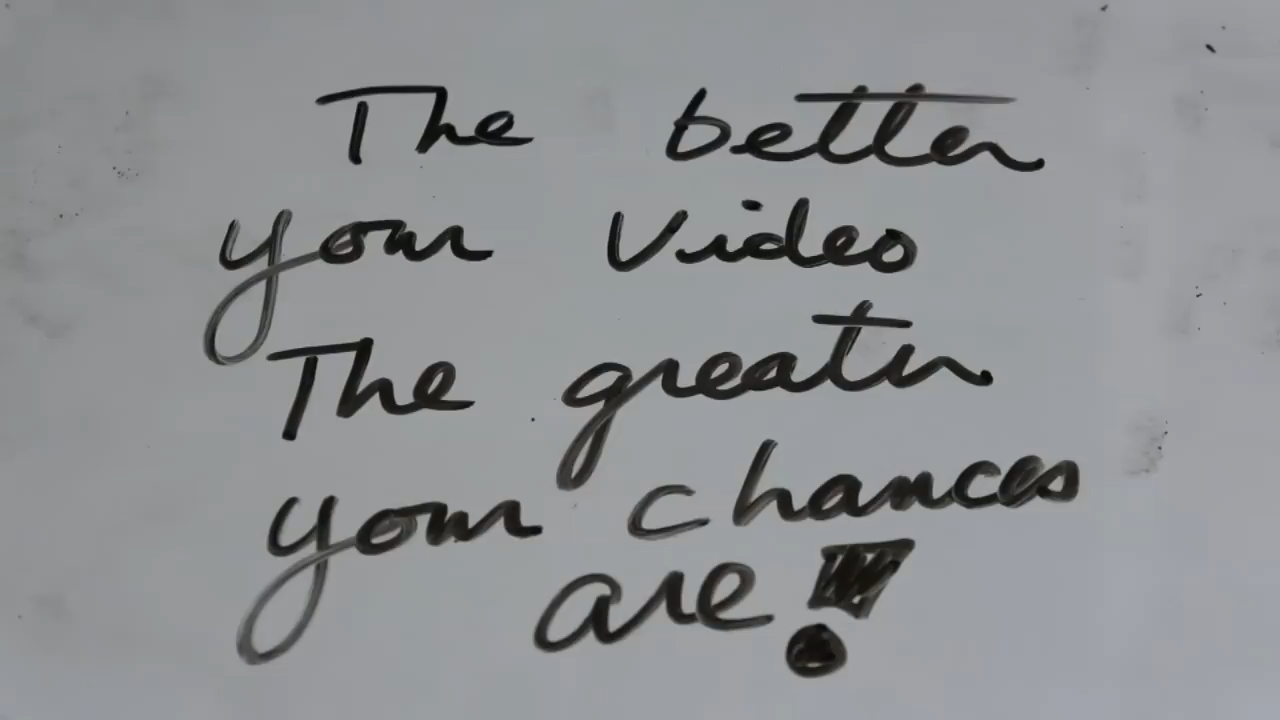 The better
your Video
The greater
your chances
are!